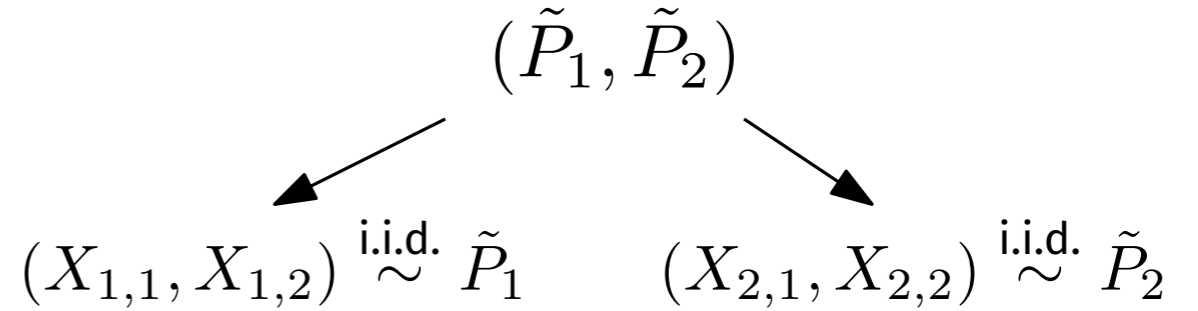 (P̃₁, P̃₂)
(X₁,₁, X₁,₂) i.i.d. ~ P̃₁ (X₂,₁, X₂,₂) i.i.d. ~ P̃₂